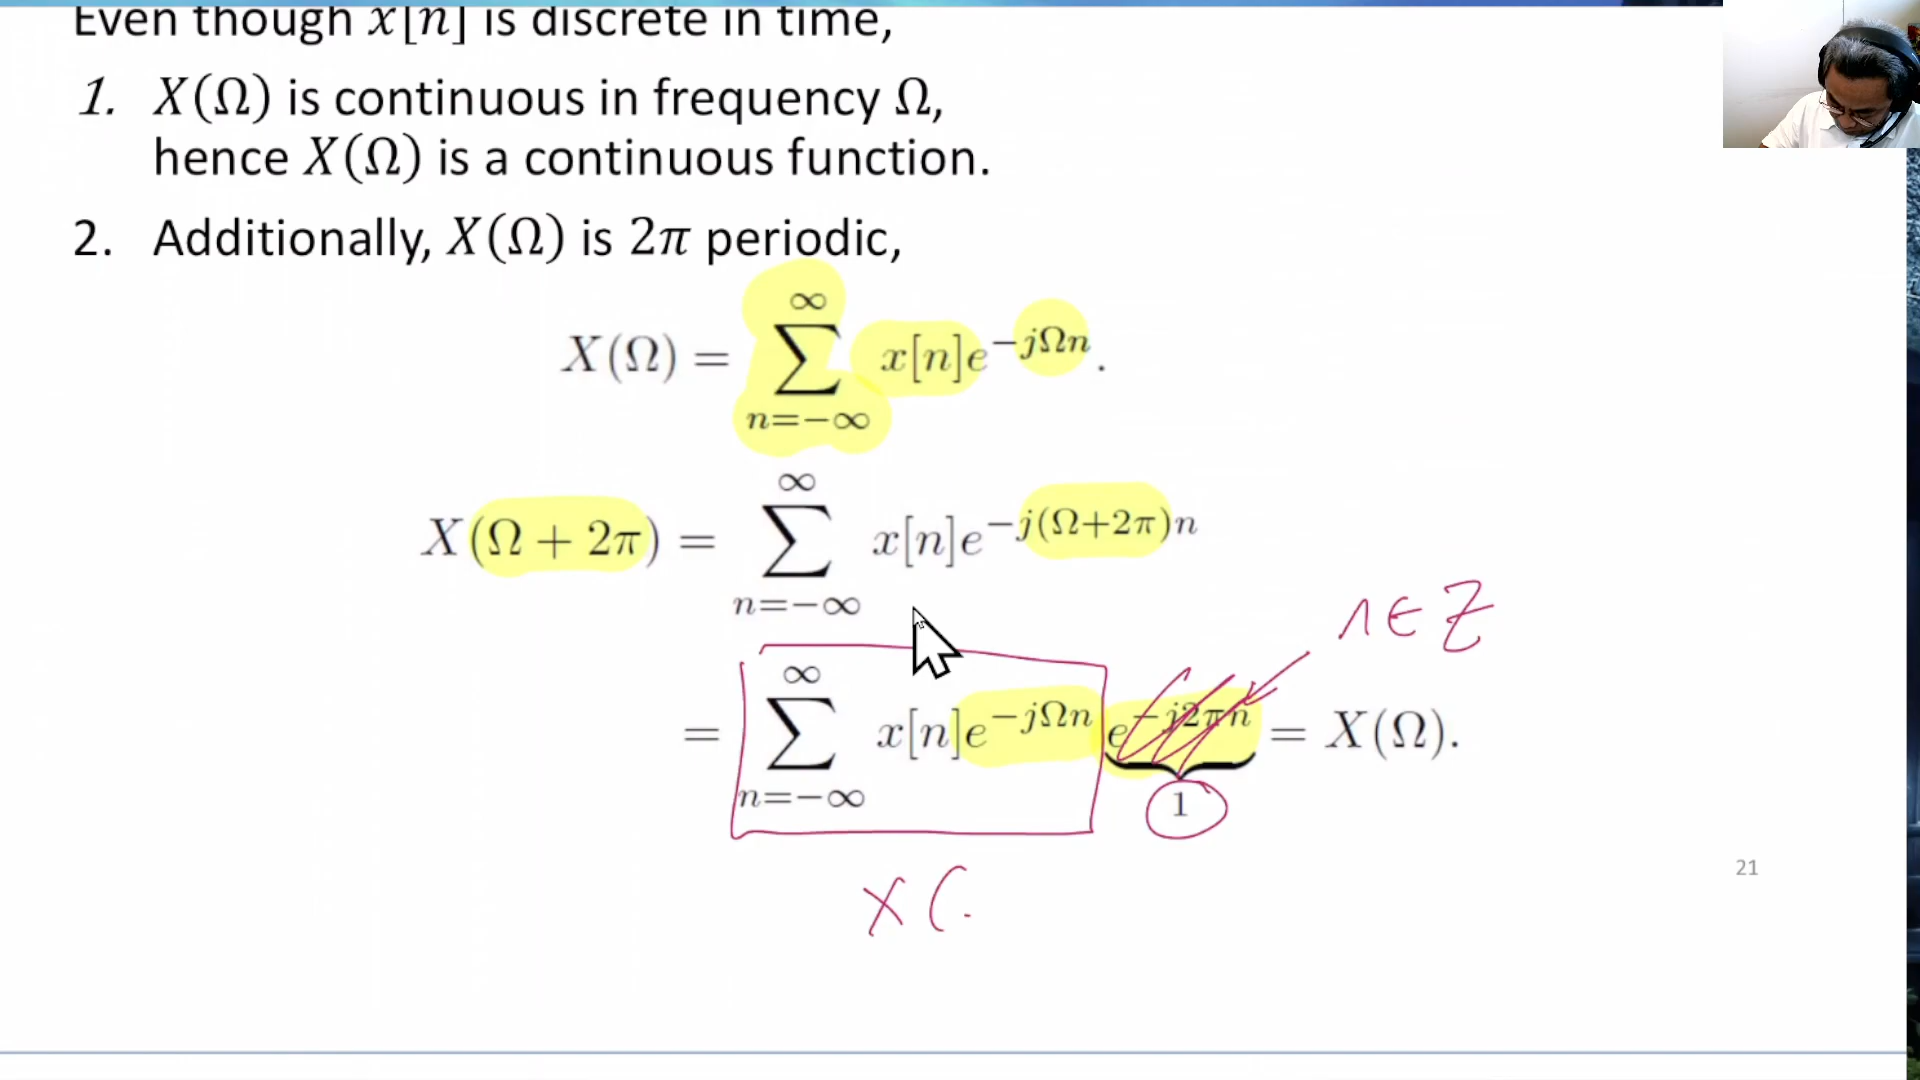 Even though x[n] is discrete in time,
1. X(Ω) is continuous in frequency Ω,
hence X(Ω) is a continuous function.
2. Additionally, X(Ω) is 2π periodic,
X(Ω) = ∑_{n=−∞}^{∞} x[n]e^{−jΩn}.
X(Ω + 2π) = ∑_{n=−∞}^{∞} x[n]e^{−j(Ω+2π)n}
n ∈ Z
= ∑_{n=−∞}^{∞} x[n]e^{−jΩn} e^{−j2πn} = X(Ω).
1
21
X(